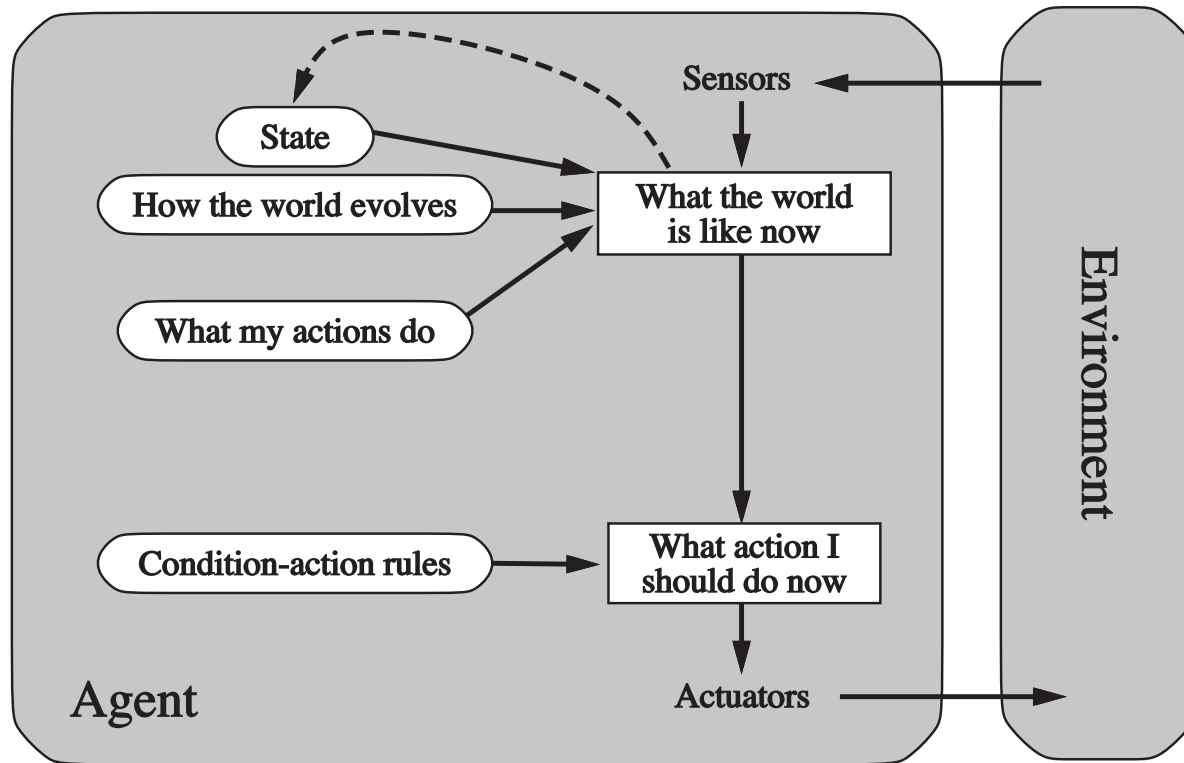 Sensors
State
What the world
is like now
How the world evolves
What my actions do
Environment
Condition-action rules
What action I
should do now
Agent
Actuators